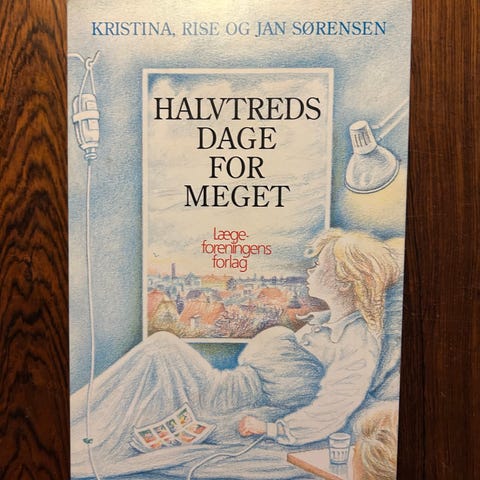 KRISTINA, RISE OG JAN SØRENSEN
HALVTREDS
DAGE
FOR
MEGET
Læge-
foreningens
forlag